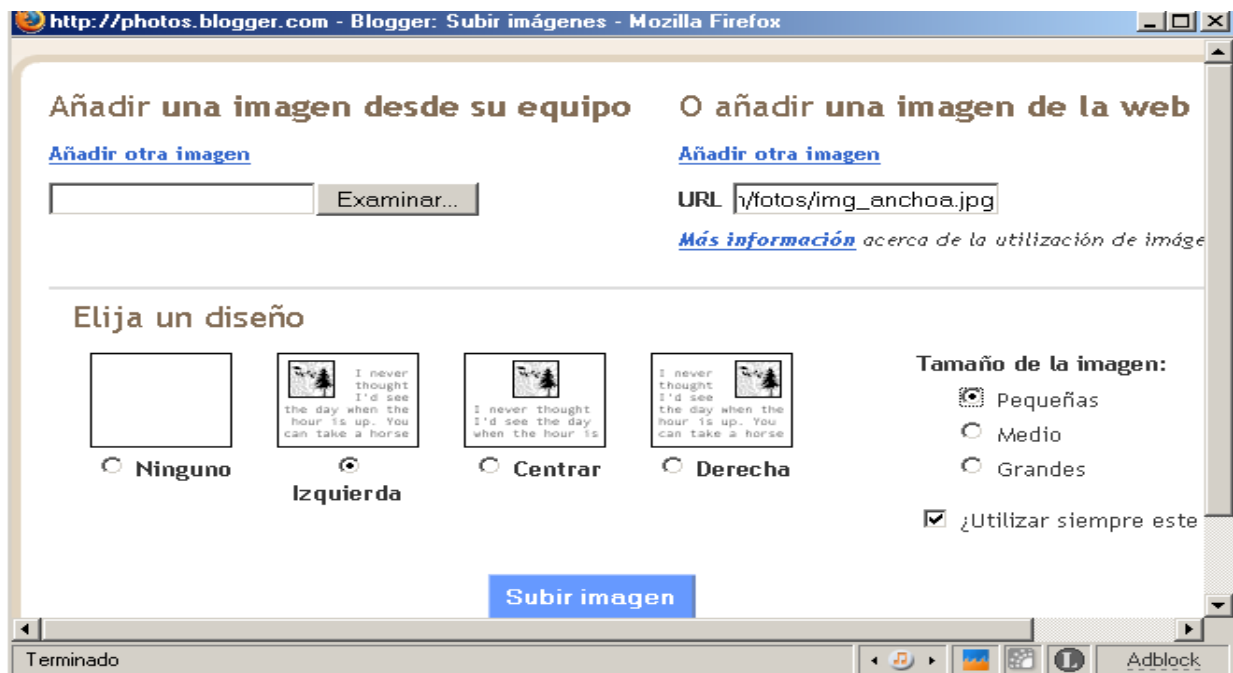 http://photos.blogger.com - Blogger: Subir imágenes - Mozilla Firefox
Añadir una imagen desde su equipo
Añadir otra imagen
Examinar...
O añadir una imagen de la web
Añadir otra imagen
URL /fotos/img_anchoa.jpg
Más información acerca de la utilización de imáge
Elija un diseño
I never
thought
I'd see
the day when the
hour is up. You
can take a horse
I never thought
I'd see the day
when the hour is
I never
thought
I'd see
the day when the
hour is up. You
can take a horse
Ninguno
Izquierda
Centrar
Derecha
Tamaño de la imagen:
Pequeñas
Medio
Grandes
¿Utilizar siempre este
Subir imagen
Terminado
Adblock